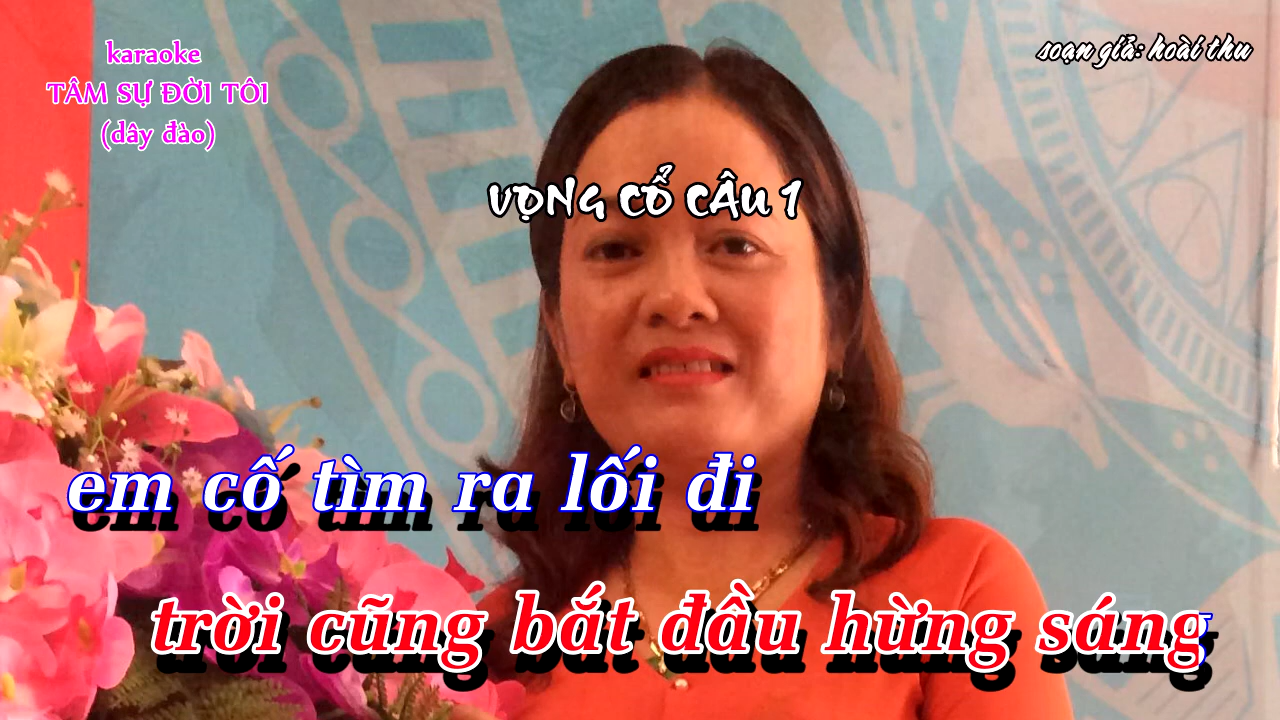 karaoke
TÂM SỰ ĐỜI TÔI
(dây đào)
soạn giả: hoài thu
VỌNG CỔ CÂU 1
em cố tìm ra lối đi
trời cũng bắt đầu hừng sáng